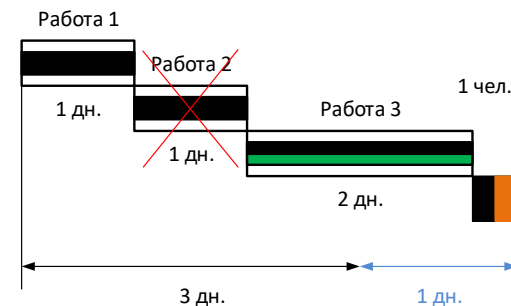 Работа 1
Работа 2
1 чел.
1 дн.
Работа 3
1 дн.
2 дн.
3 дн.
1 дн.